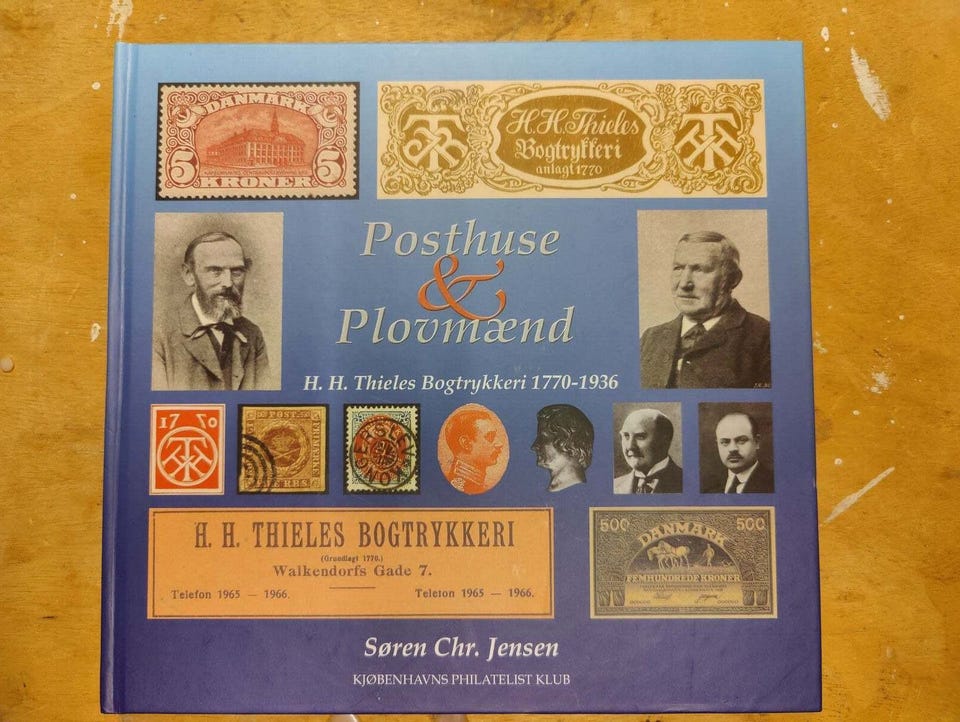 DANMARK
5 5
KRONER
H. H. Thieles
Bogtrykkeri
anlagt 1770
Posthuse
&
Plovmænd
H. H. Thieles Bogtrykkeri 1770-1936
1770
H. H. THIELES BOGTRYKKERI
(Grundlagt 1770.)
Walkendorfs Gade 7.
Telefon 1965 — 1966. Telefon 1965 — 1966.
500 DANMARK 500
FEMHUNDREDE KRONER
Søren Chr. Jensen
KJØBENHAVNS PHILATELIST KLUB